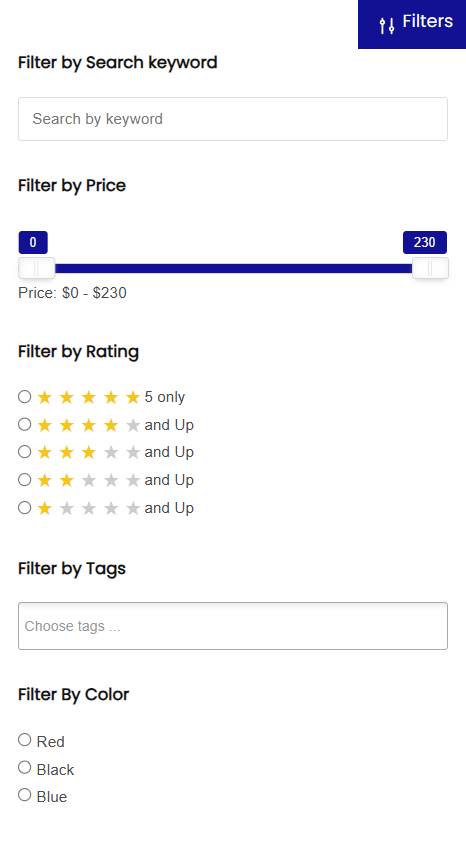 Filters
Filter by Search keyword
Search by keyword
Filter by Price
0 230
Price: $0 - $230
Filter by Rating
5 only
and Up
and Up
and Up
and Up
Filter by Tags
Choose tags ...
Filter By Color
Red
Black
Blue